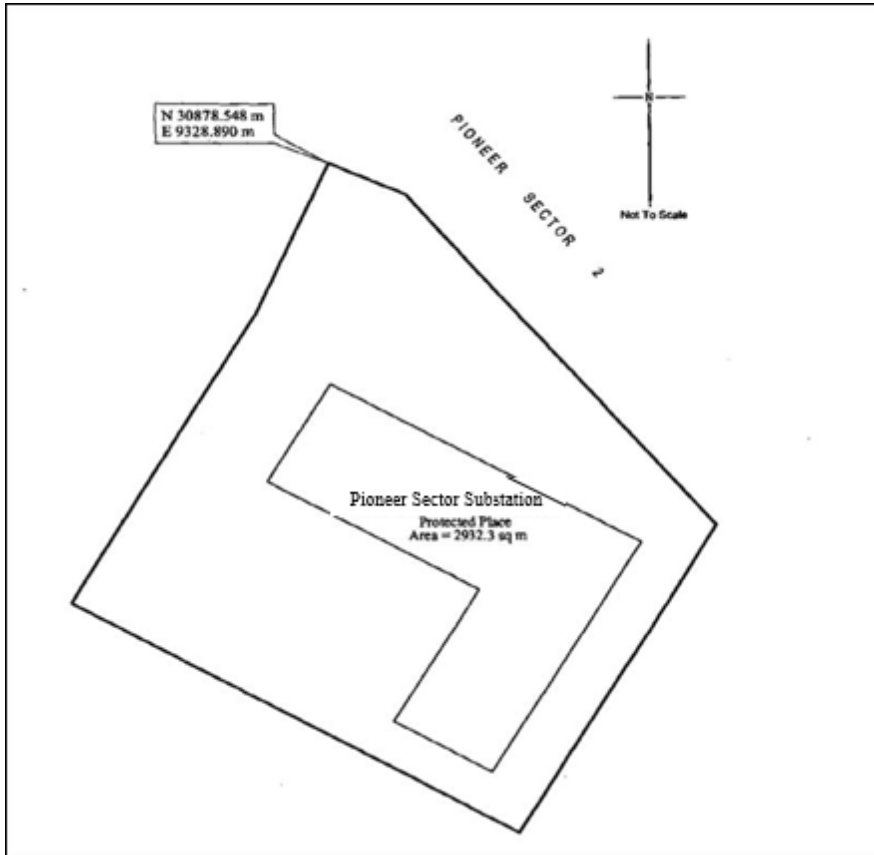 N 30878.548 m
E 9328.890 m
PIONEER SECTOR 2
N
Not To Scale
Pioneer Sector Substation
Protected Place
Area = 2932.3 sq m